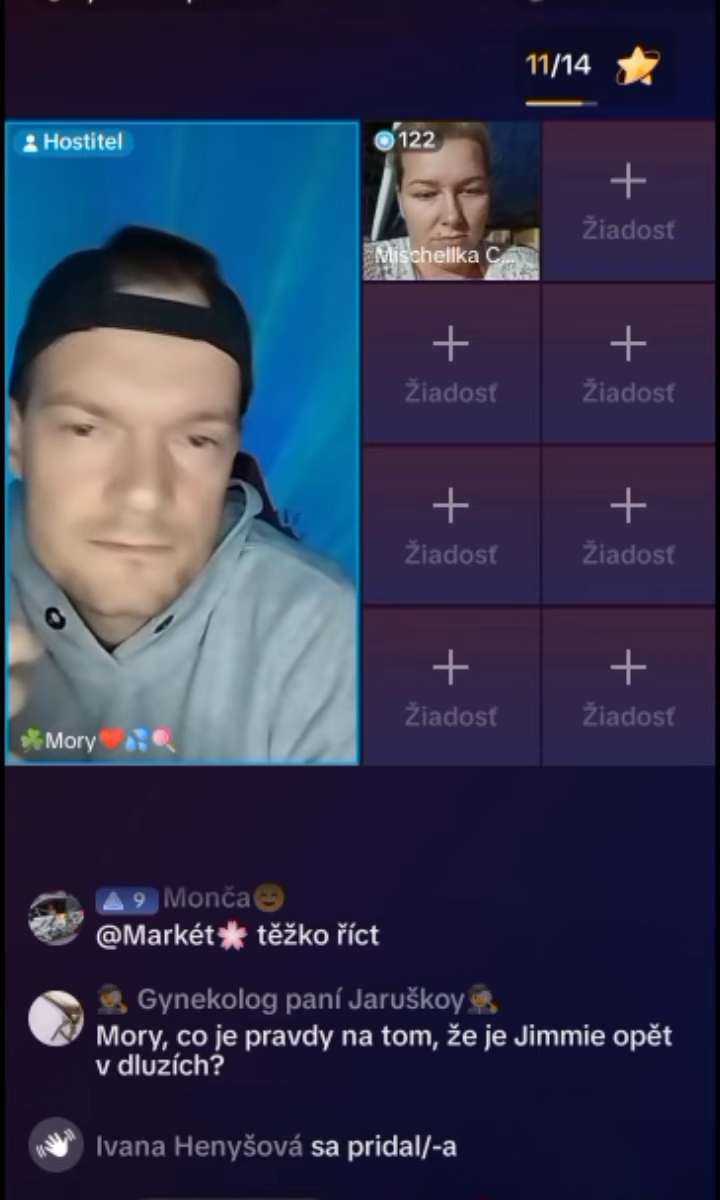 11/14
Hostitel
122
Mischellka C...
Žiadosť
Žiadosť
Žiadosť
Žiadosť
Žiadosť
Žiadosť
Žiadosť
☘️Mory❤️💦🍭
9 Monča😊
@Markét🌸 těžko říct
🕵️ Gynekolog paní Jaruškoy🕵️
Mory, co je pravdy na tom, že je Jimmie opět
v dluzích?
Ivana Henyšová sa pridal/-a